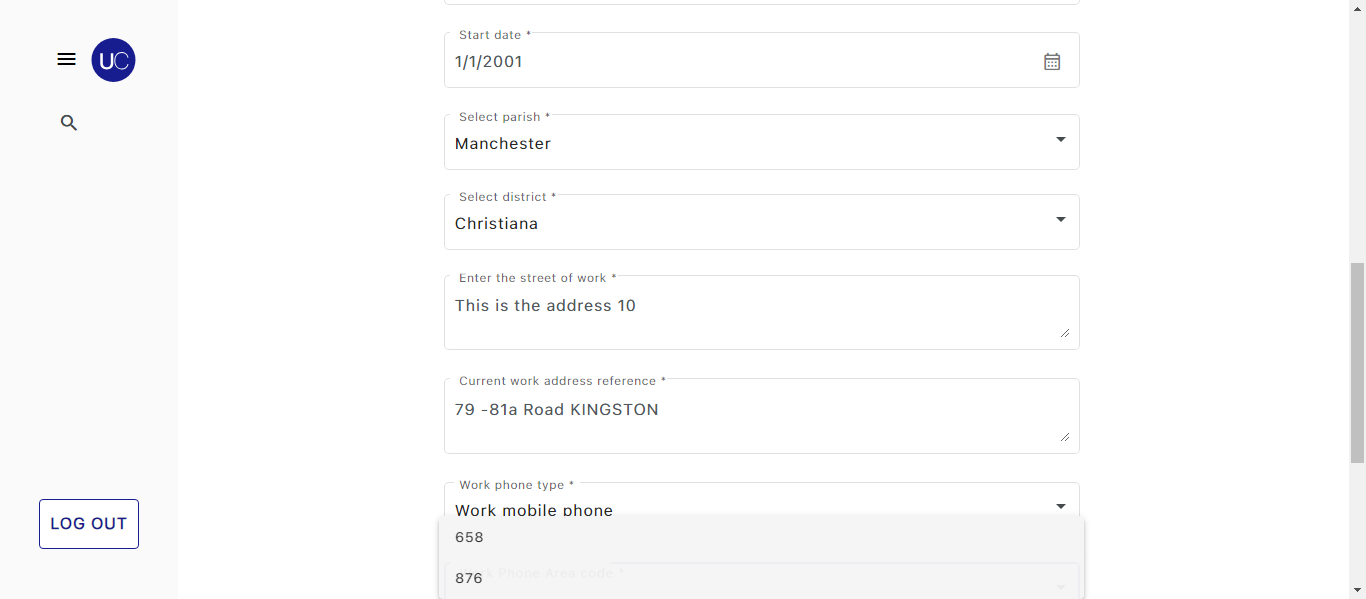 UC
LOG OUT
Start date *
1/1/2001
Select parish *
Manchester
Select district *
Christiana
Enter the street of work *
This is the address 10
Current work address reference *
79 -81a Road KINGSTON
Work phone type *
Work mobile phone
658
Work Phone Area code *
876